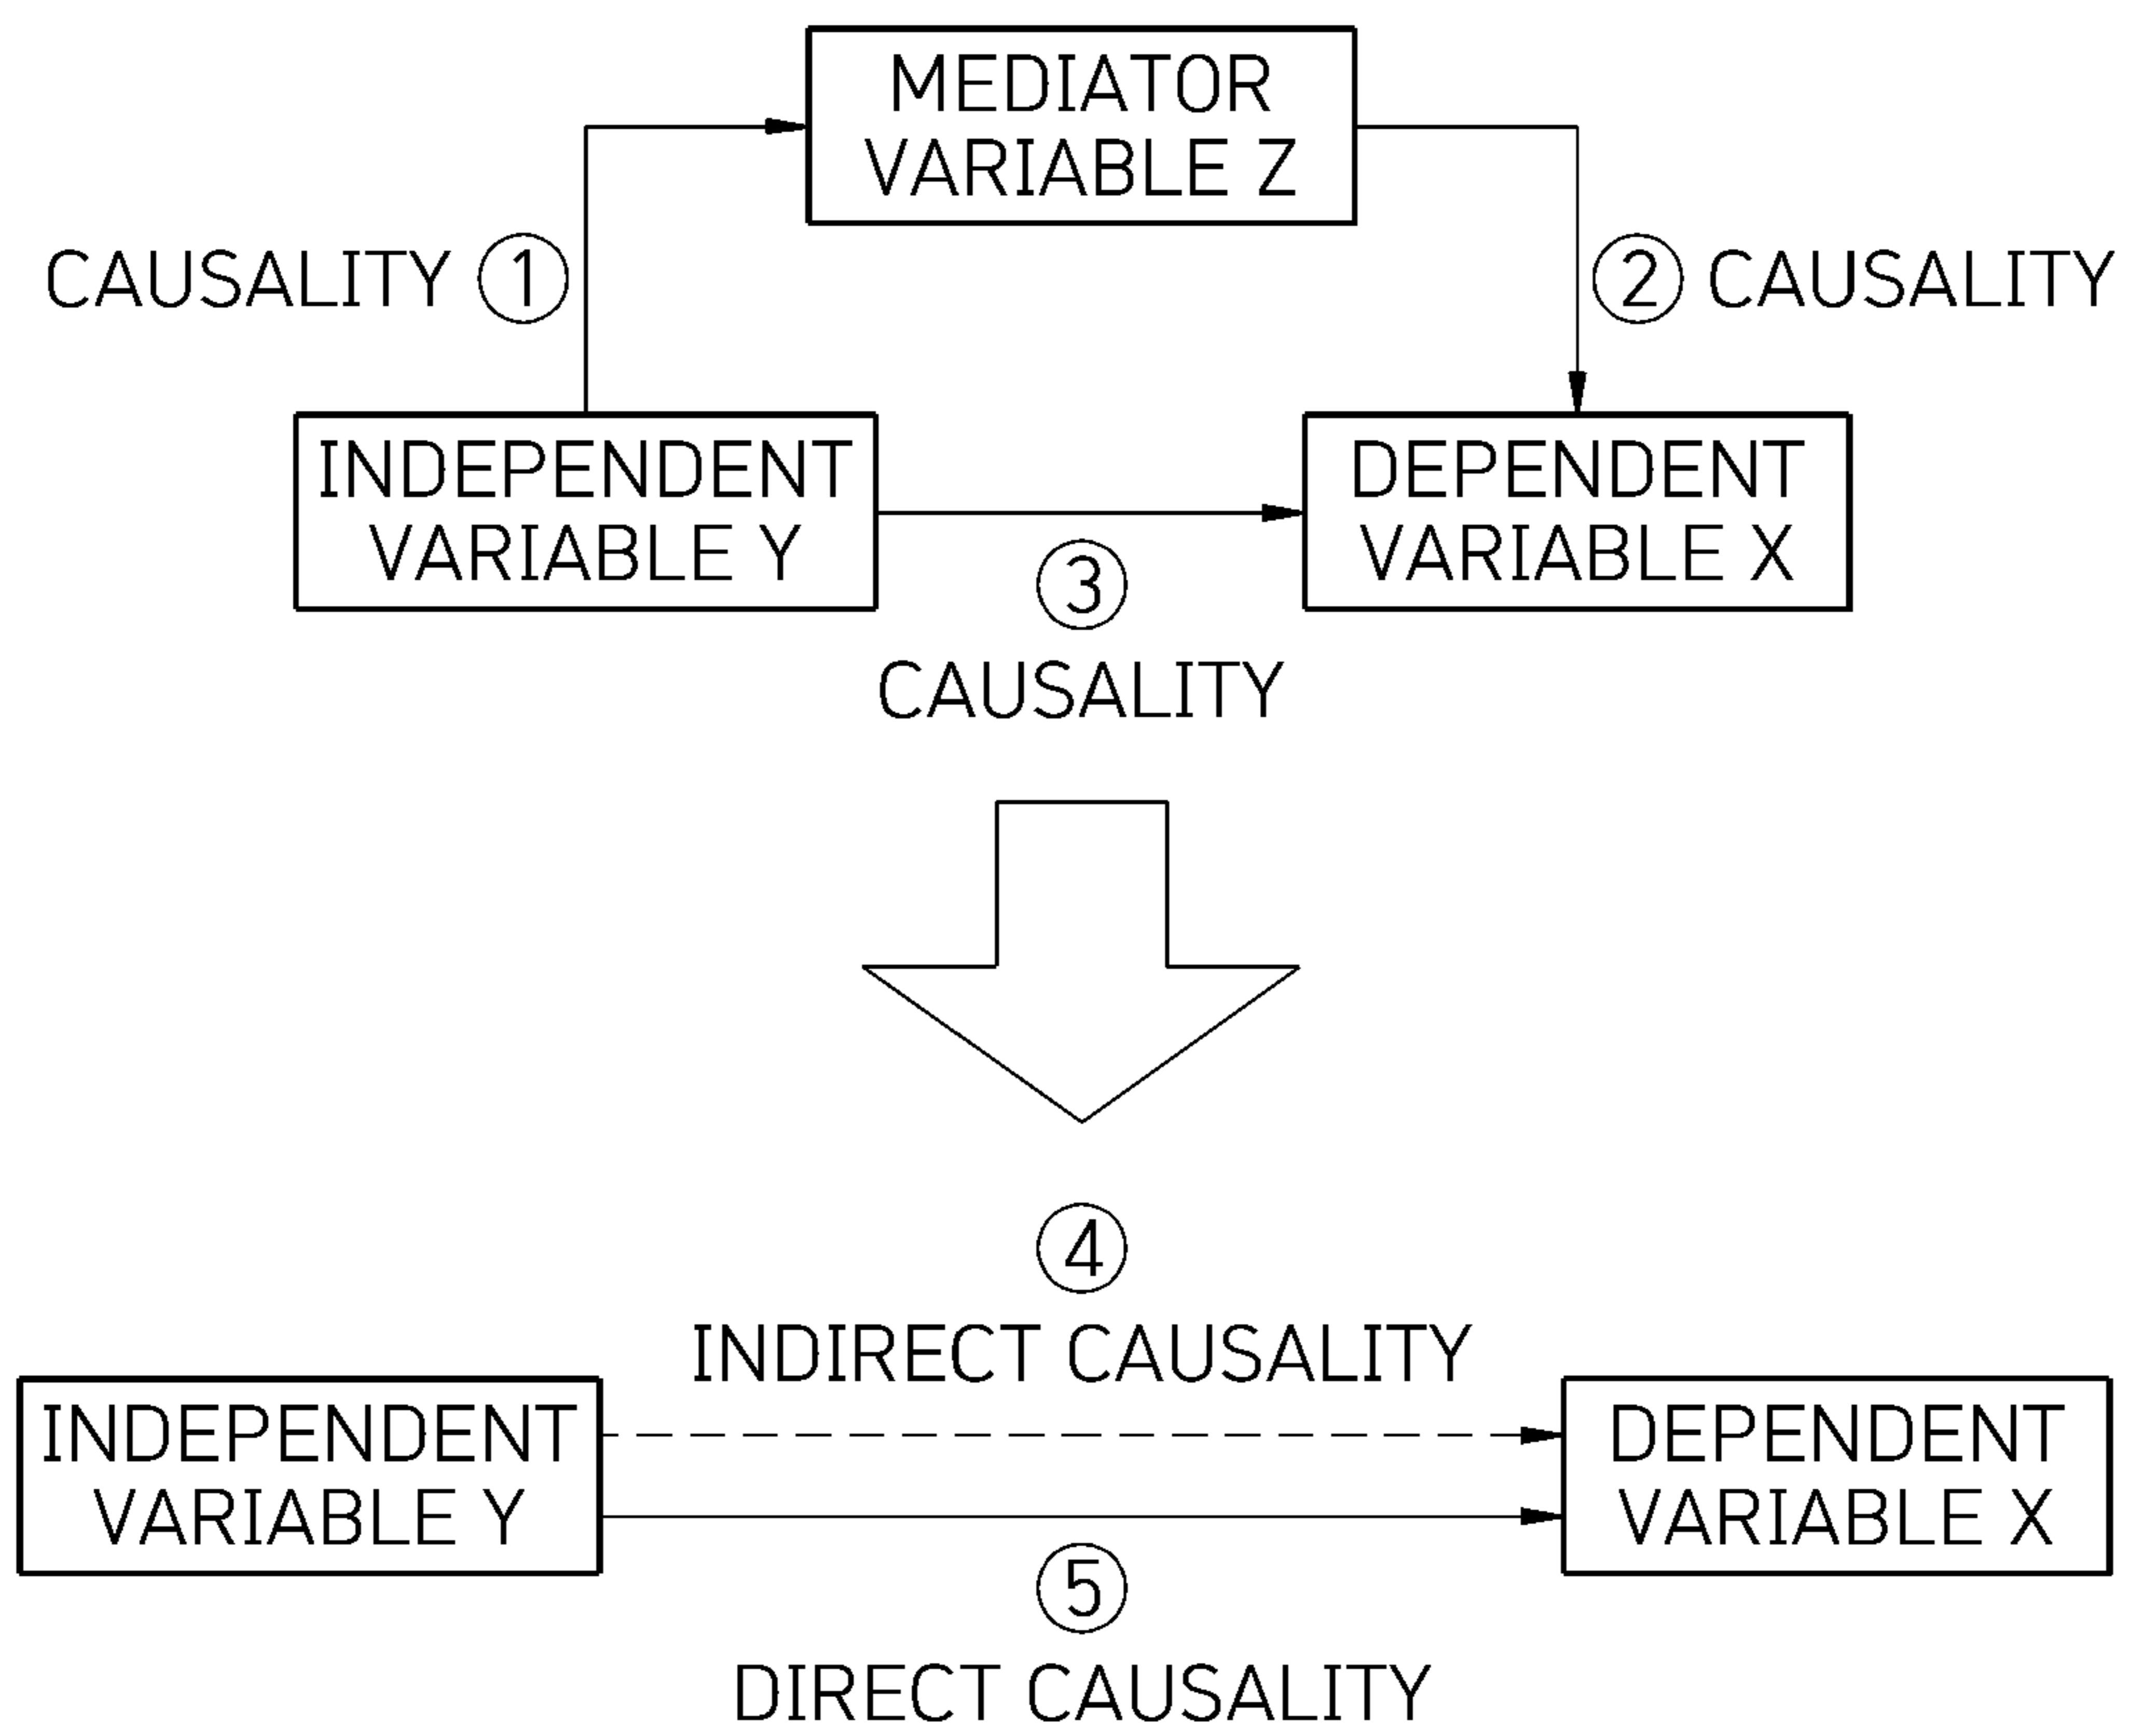 MEDIATOR
VARIABLE Z
CAUSALITY 1
2 CAUSALITY
INDEPENDENT
VARIABLE Y
DEPENDENT
VARIABLE X
3
CAUSALITY
4
INDIRECT CAUSALITY
INDEPENDENT
VARIABLE Y
DEPENDENT
VARIABLE X
5
DIRECT CAUSALITY